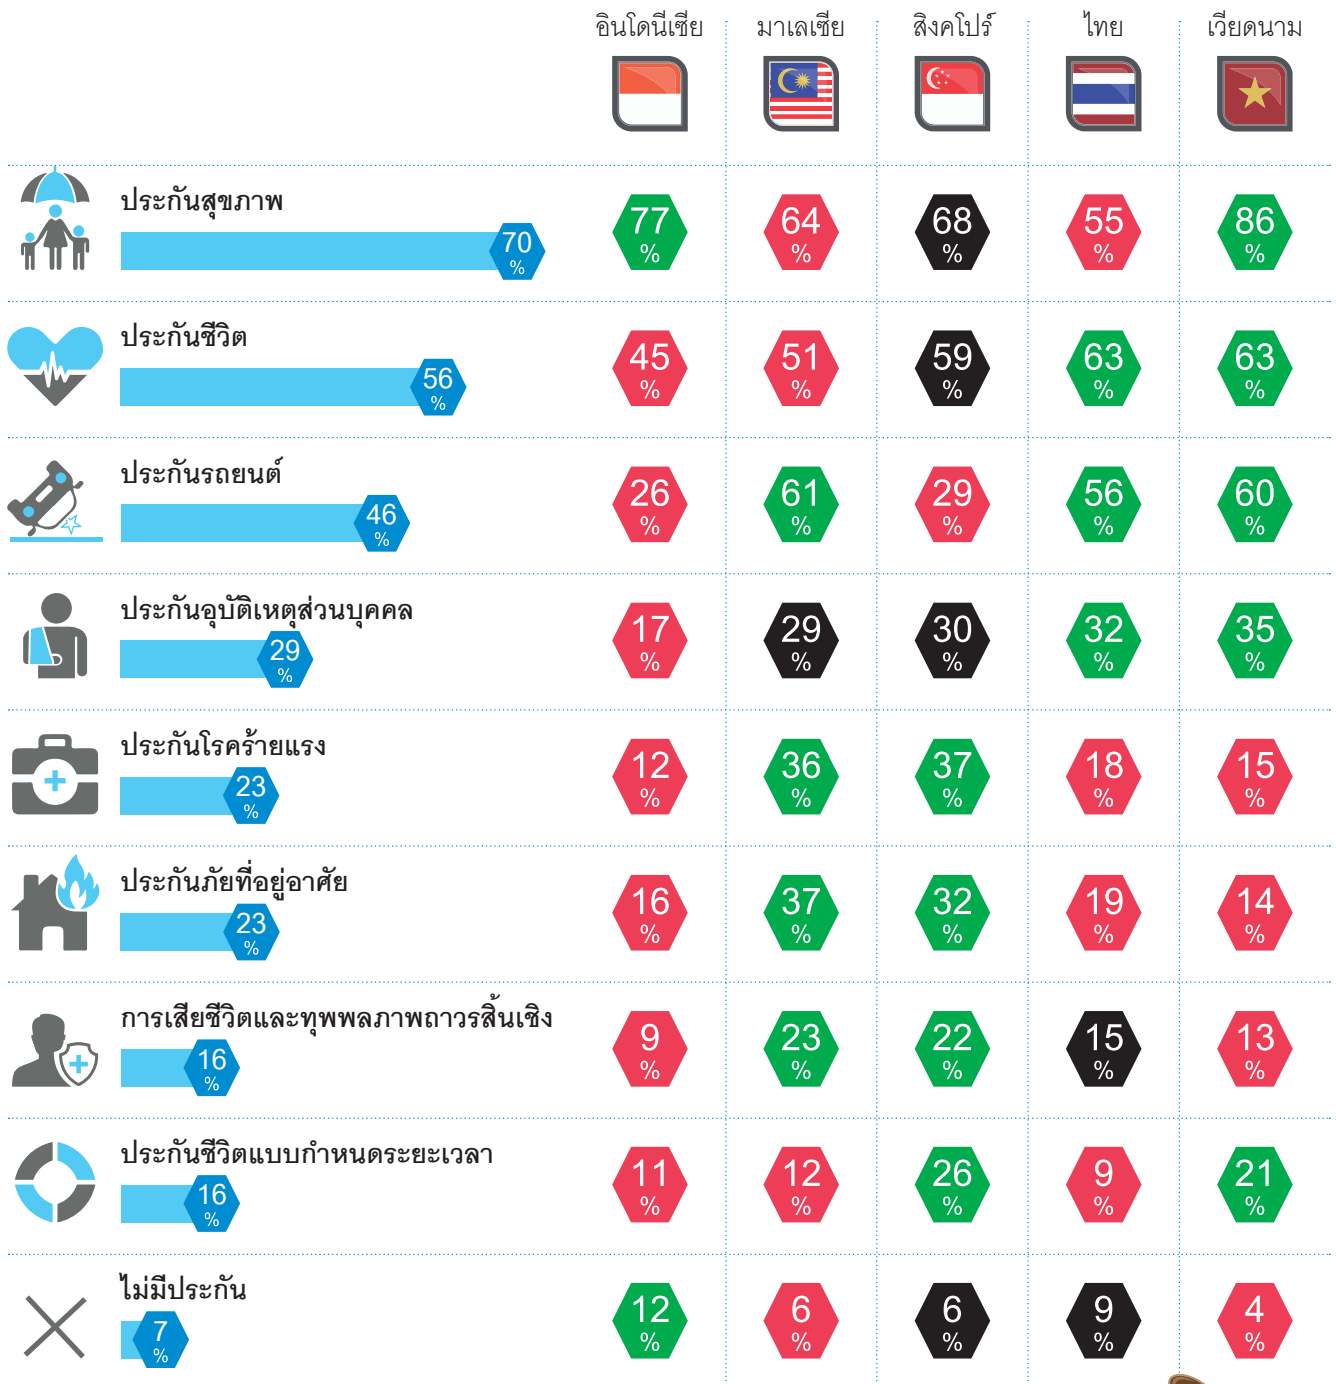 อินโดนีเซีย มาเลเซีย สิงคโปร์ ไทย เวียดนาม
ประกันสุขภาพ
70 % 77 % 64 % 68 % 55 % 86 %
ประกันชีวิต
56 % 45 % 51 % 59 % 63 % 63 %
ประกันรถยนต์
46 % 26 % 61 % 29 % 56 % 60 %
ประกันอุบัติเหตุส่วนบุคคล
29 % 17 % 29 % 30 % 32 % 35 %
ประกันโรคร้ายแรง
23 % 12 % 36 % 37 % 18 % 15 %
ประกันภัยที่อยู่อาศัย
23 % 16 % 37 % 32 % 19 % 14 %
การเสียชีวิตและทุพพลภาพถาวรสิ้นเชิง
16 % 9 % 23 % 22 % 15 % 13 %
ประกันชีวิตแบบกำหนดระยะเวลา
16 % 11 % 12 % 26 % 9 % 21 %
ไม่มีประกัน
7 % 12 % 6 % 6 % 9 % 4 %